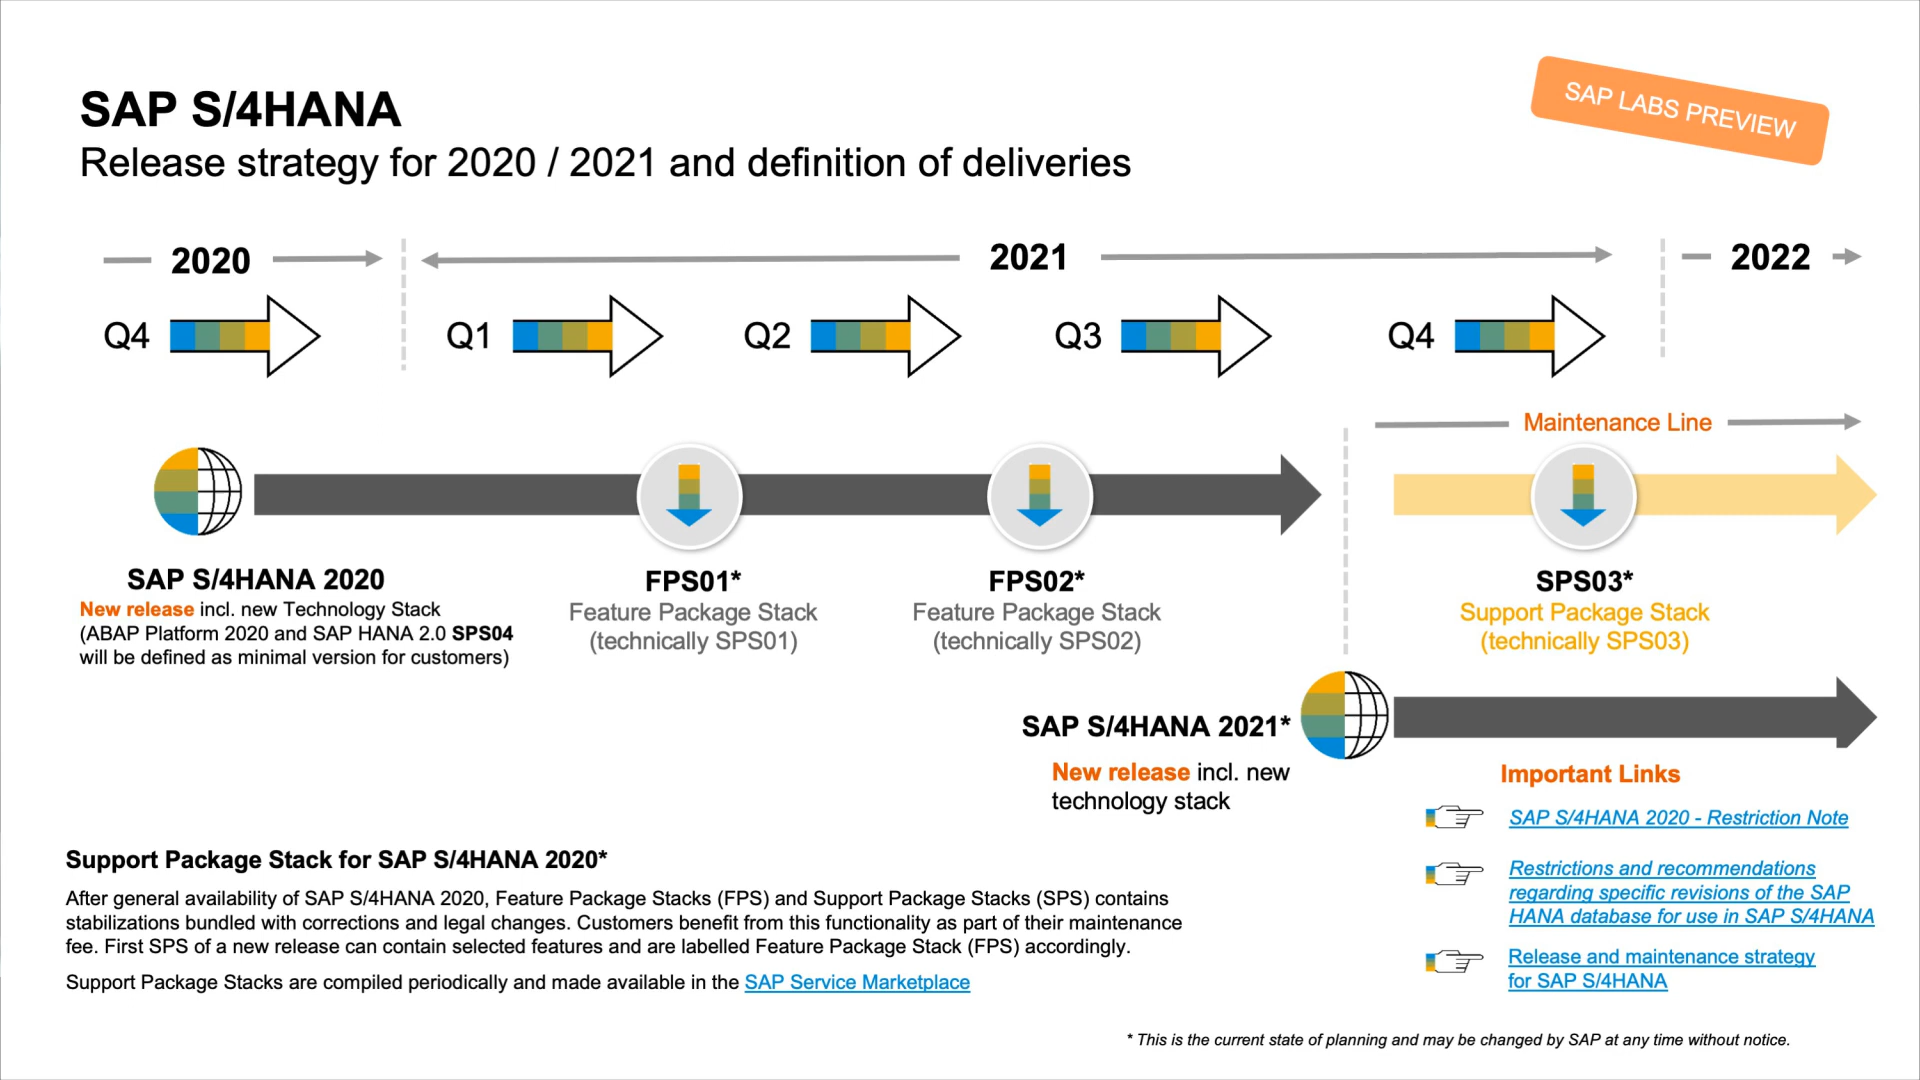 SAP S/4HANA
Release strategy for 2020 / 2021 and definition of deliveries
SAP LABS PREVIEW
2020
2021
2022
Q4
Q1
Q2
Q3
Q4
Maintenance Line
SAP S/4HANA 2020
New release incl. new Technology Stack
(ABAP Platform 2020 and SAP HANA 2.0 SPS04
will be defined as minimal version for customers)
FPS01*
Feature Package Stack
(technically SPS01)
FPS02*
Feature Package Stack
(technically SPS02)
SPS03*
Support Package Stack
(technically SPS03)
SAP S/4HANA 2021*
New release incl. new
technology stack
Important Links
SAP S/4HANA 2020 - Restriction Note
Restrictions and recommendations
regarding specific revisions of the SAP
HANA database for use in SAP S/4HANA
Release and maintenance strategy
for SAP S/4HANA
Support Package Stack for SAP S/4HANA 2020*
After general availability of SAP S/4HANA 2020, Feature Package Stacks (FPS) and Support Package Stacks (SPS) contains
stabilizations bundled with corrections and legal changes. Customers benefit from this functionality as part of their maintenance
fee. First SPS of a new release can contain selected features and are labelled Feature Package Stack (FPS) accordingly.
Support Package Stacks are compiled periodically and made available in the SAP Service Marketplace
* This is the current state of planning and may be changed by SAP at any time without notice.